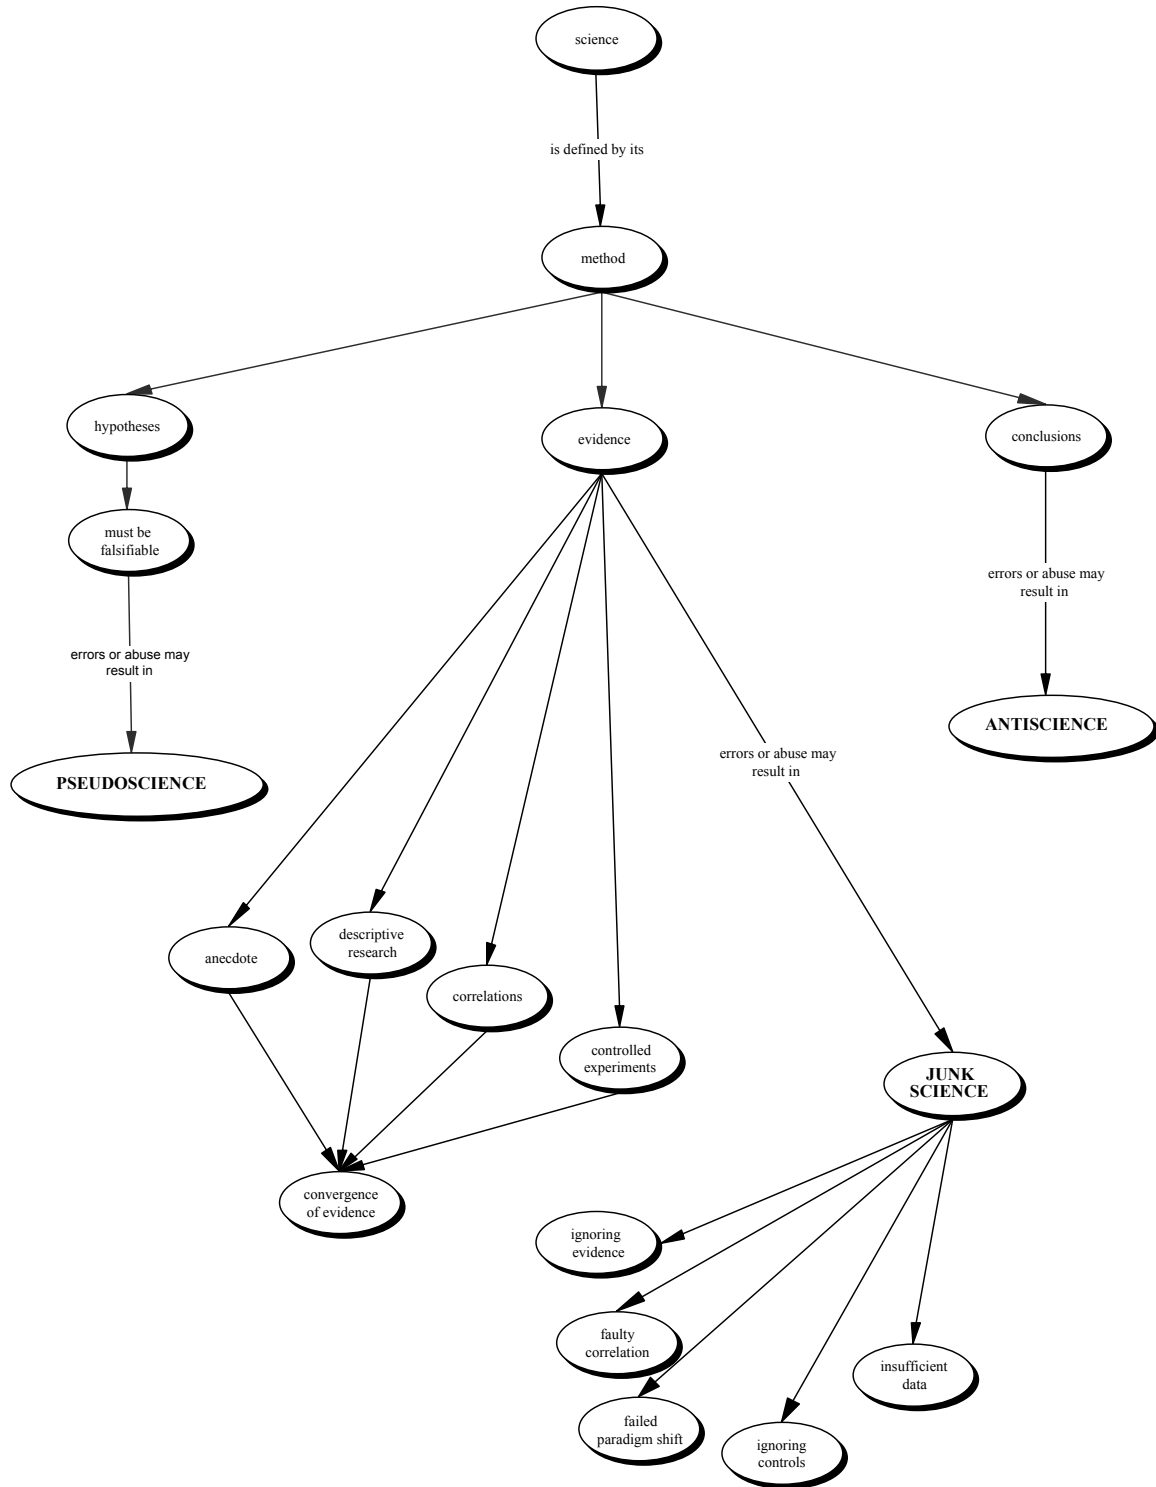 science
is defined by its
method
hypotheses
evidence
conclusions
must be
falsifiable
errors or abuse may
result in
errors or abuse may
result in
PSEUDOSCIENCE
ANTISCIENCE
errors or abuse may
result in
anecdote
descriptive
research
correlations
controlled
experiments
JUNK
SCIENCE
convergence
of evidence
ignoring
evidence
faulty
correlation
insufficient
data
failed
paradigm shift
ignoring
controls